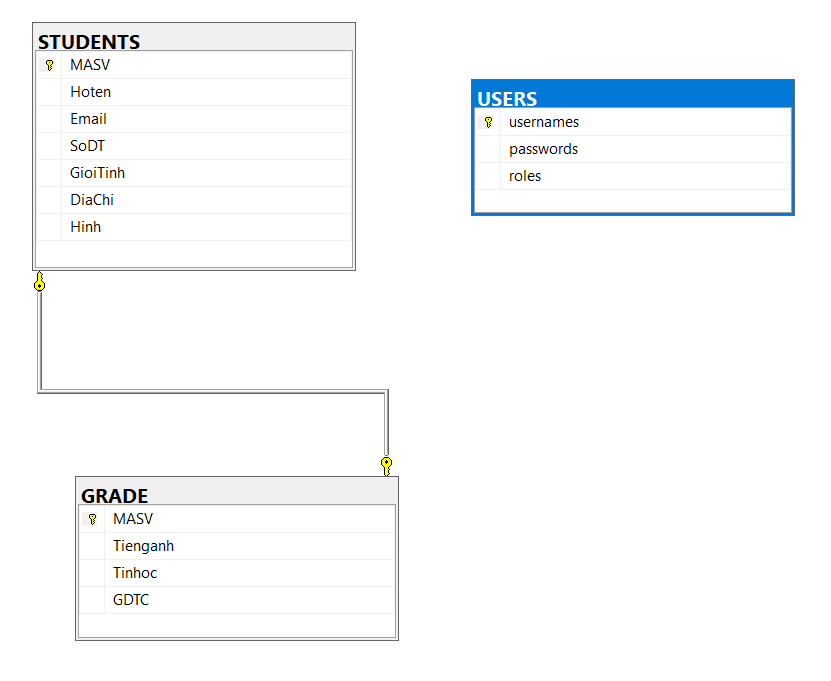 STUDENTS
MASV
Hoten
Email
SoDT
GioiTinh
DiaChi
Hinh
USERS
usernames
passwords
roles
GRADE
MASV
Tienganh
Tinhoc
GDTC